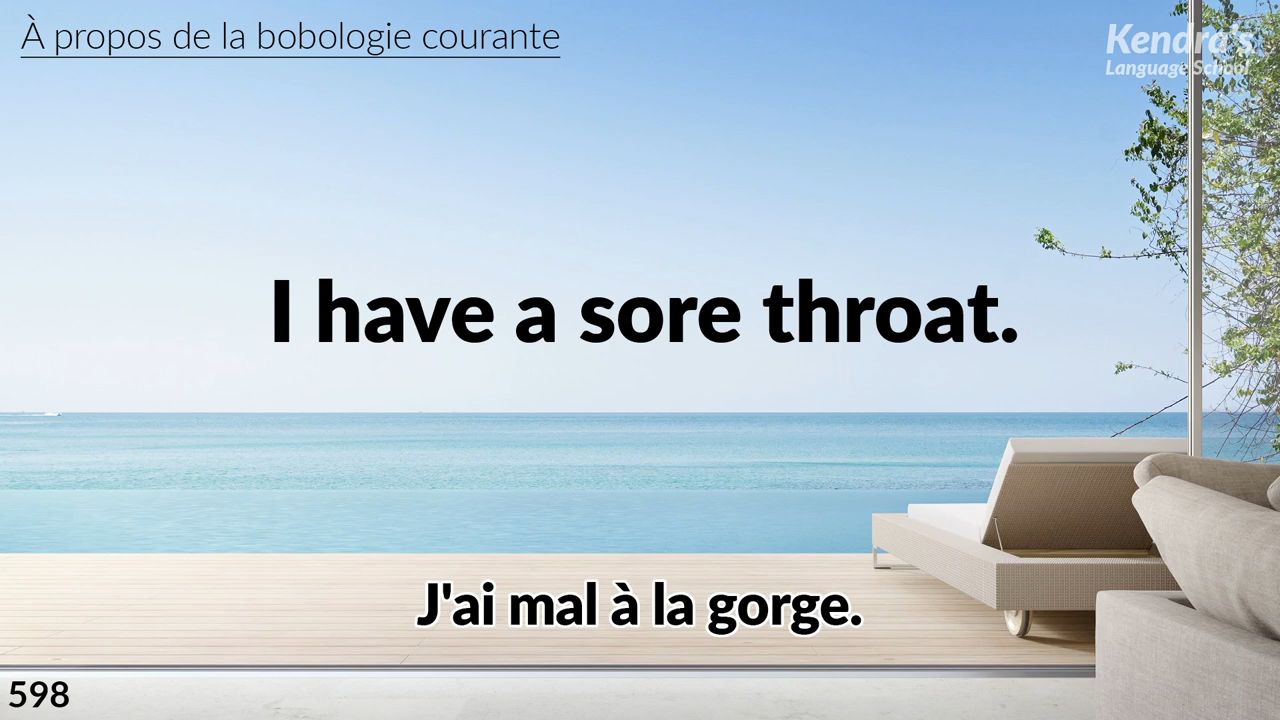 À propos de la bobologie courante
Kendra's
Language School
I have a sore throat.
J'ai mal à la gorge.
598